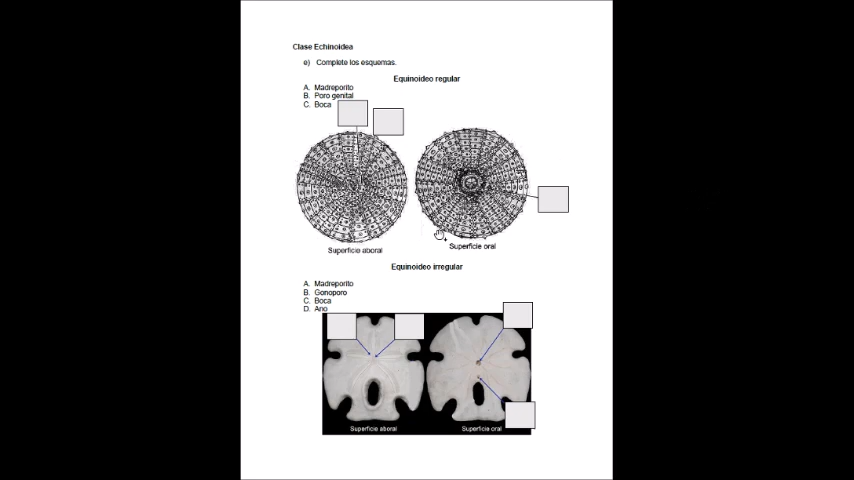 Clase Echinoidea
e) Complete los esquemas.
Equinoideo regular
A. Madreporito
B. Poro genital
C. Boca
Superficie aboral
Superficie oral
Equinoideo irregular
A. Madreporito
B. Gonoporo
C. Boca
D. Ano
Superficie aboral
Superficie oral